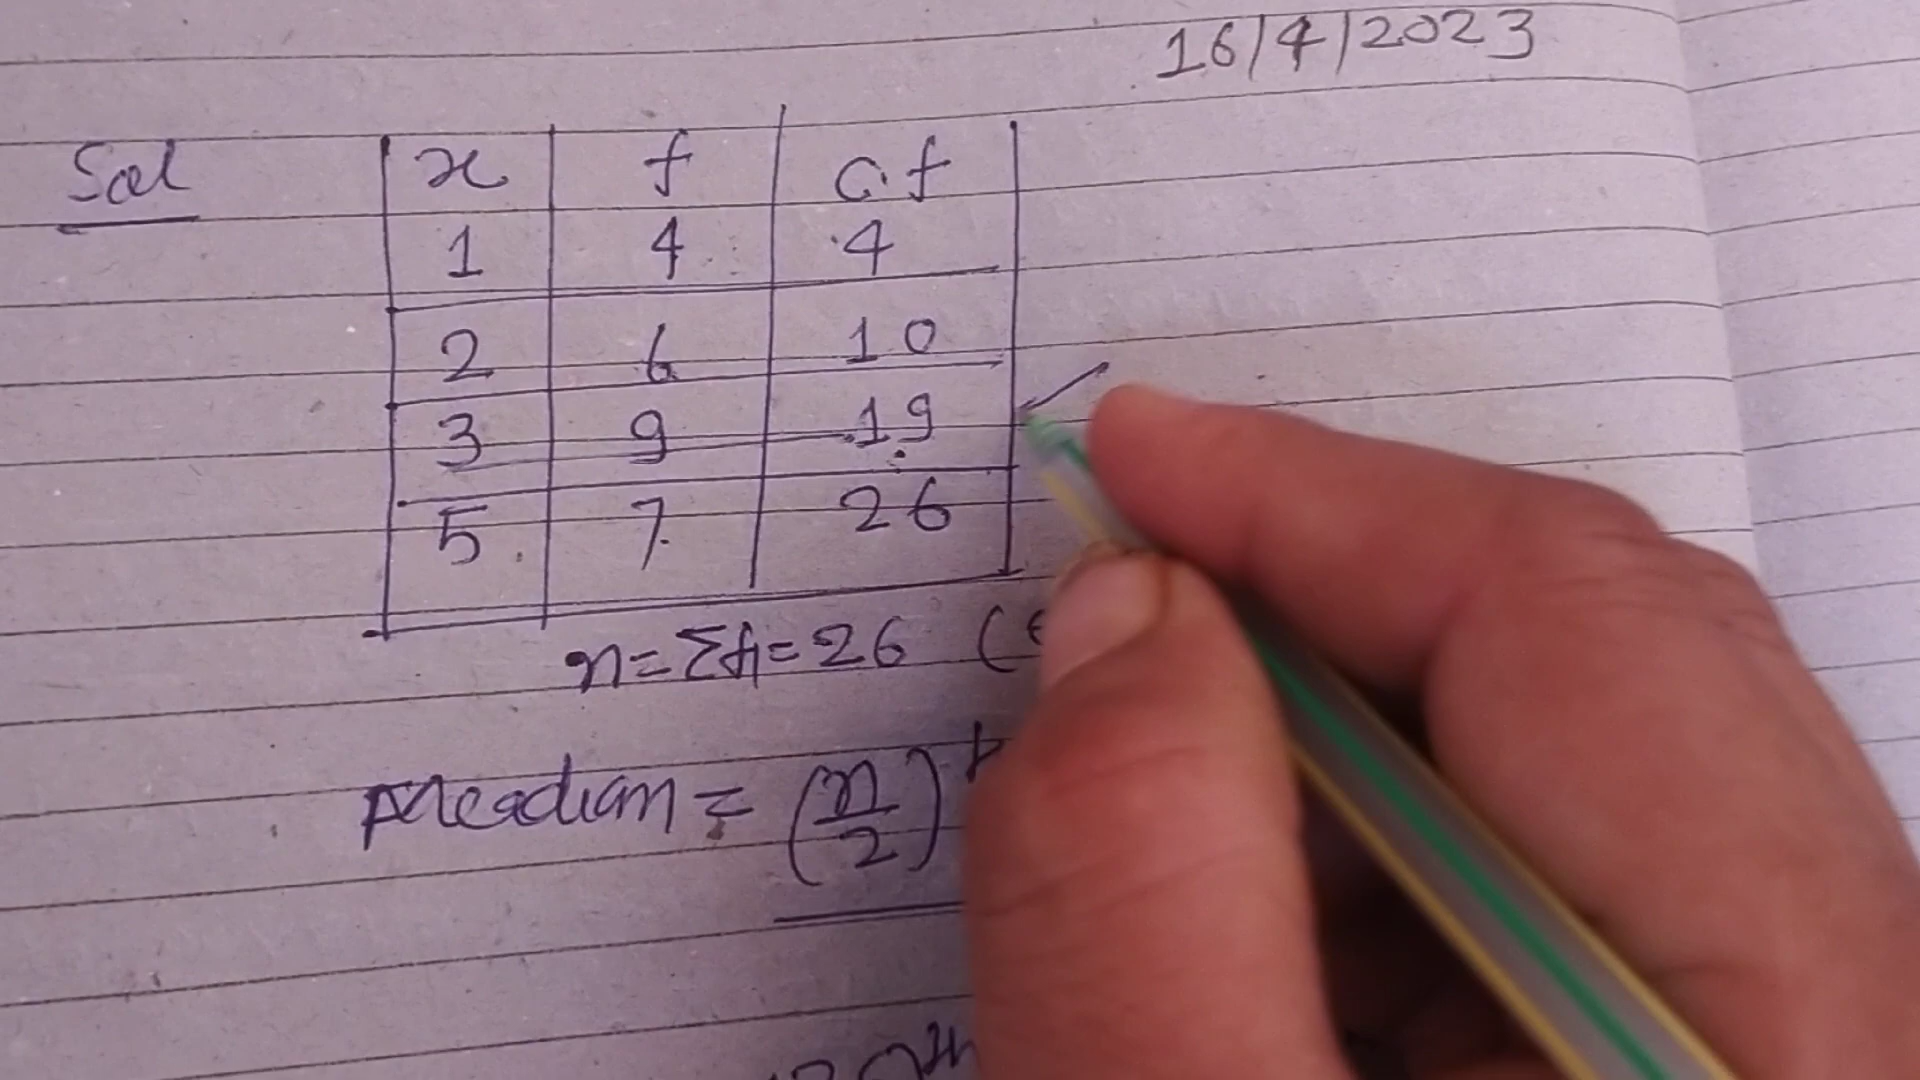 16/4/2023
Sol
x f c.f
1 4 4
2 6 10
3 9 19
5 7 26
n=Σfi=26 (
Median = (n/2)